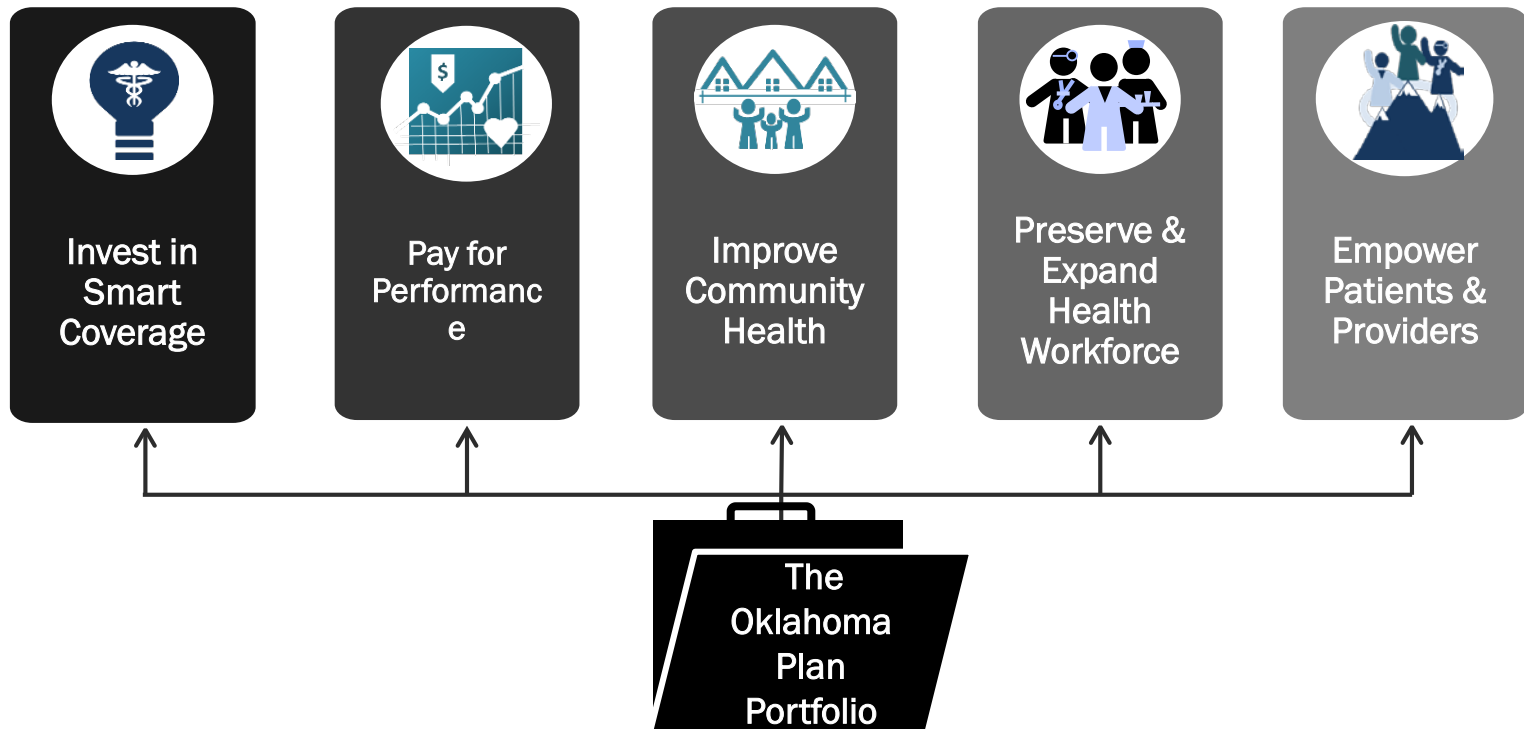 $
Invest in
Smart
Coverage
Pay for
Performanc
e
Improve
Community
Health
Preserve &
Expand
Health
Workforce
Empower
Patients &
Providers
The
Oklahoma
Plan
Portfolio